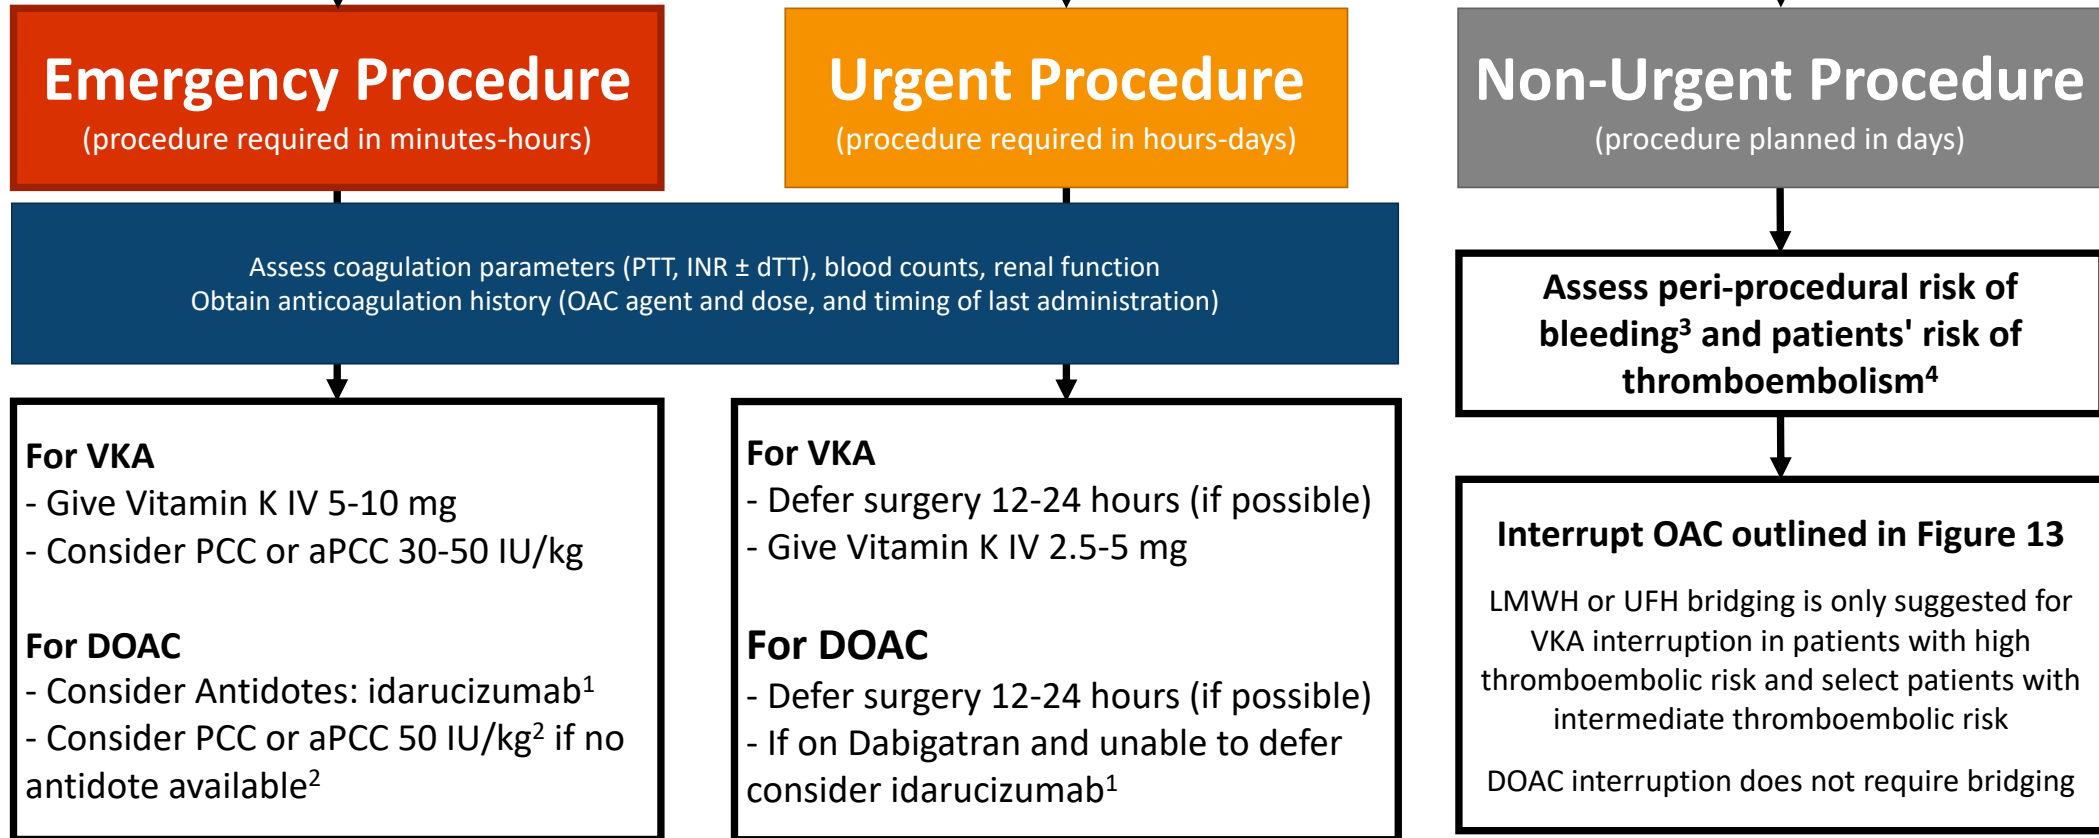 Emergency Procedure
(procedure required in minutes-hours)
Urgent Procedure
(procedure required in hours-days)
Non-Urgent Procedure
(procedure planned in days)
Assess coagulation parameters (PTT, INR ± dTT), blood counts, renal function
Obtain anticoagulation history (OAC agent and dose, and timing of last administration)
For VKA
- Give Vitamin K IV 5-10 mg
- Consider PCC or aPCC 30-50 IU/kg
For DOAC
- Consider Antidotes: idarucizumab¹
- Consider PCC or aPCC 50 IU/kg² if no
antidote available²
For VKA
- Defer surgery 12-24 hours (if possible)
- Give Vitamin K IV 2.5-5 mg
For DOAC
- Defer surgery 12-24 hours (if possible)
- If on Dabigatran and unable to defer
consider idarucizumab¹
Assess peri-procedural risk of
bleeding³ and patients' risk of
thromboembolism⁴
Interrupt OAC outlined in Figure 13
LMWH or UFH bridging is only suggested for
VKA interruption in patients with high
thromboembolic risk and select patients with
intermediate thromboembolic risk
DOAC interruption does not require bridging